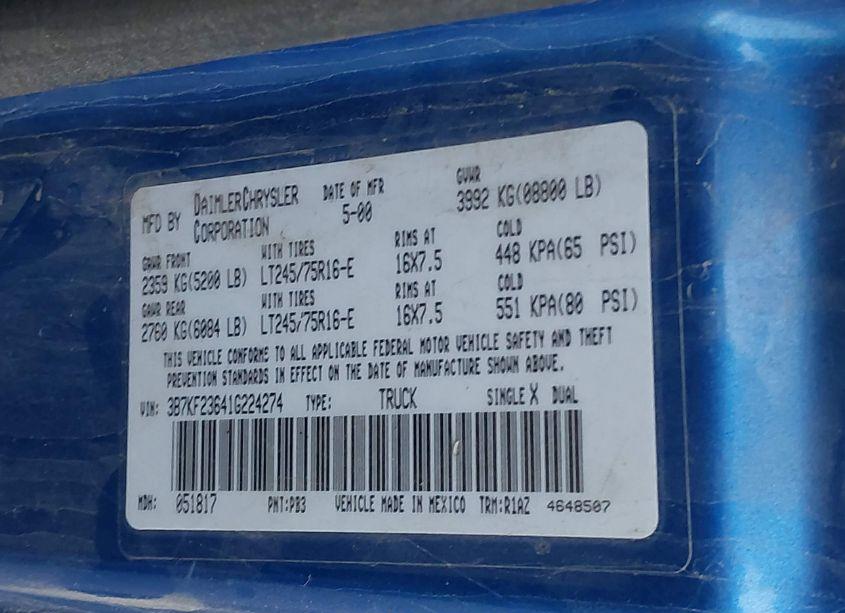 MFD BY DAIMLERCHRYSLER CORPORATION DATE OF MFR 5-00 GVWR 3992 KG(08800 LB)
GAWR FRONT WITH TIRES RIMS AT COLD
2359 KG(5200 LB) LT245/75R16-E 16X7.5 448 KPA(65 PSI)
GAWR REAR WITH TIRES RIMS AT COLD
2760 KG(6084 LB) LT245/75R16-E 16X7.5 551 KPA(80 PSI)
THIS VEHICLE CONFORMS TO ALL APPLICABLE FEDERAL MOTOR VEHICLE SAFETY AND THEFT
PREVENTION STANDARDS IN EFFECT ON THE DATE OF MANUFACTURE SHOWN ABOVE.
VIN: 3B7KF23641G224274 TYPE: TRUCK SINGLE X DUAL
MDH: 051817 PNT:PB3 VEHICLE MADE IN MEXICO TRM:R1AZ 4648507